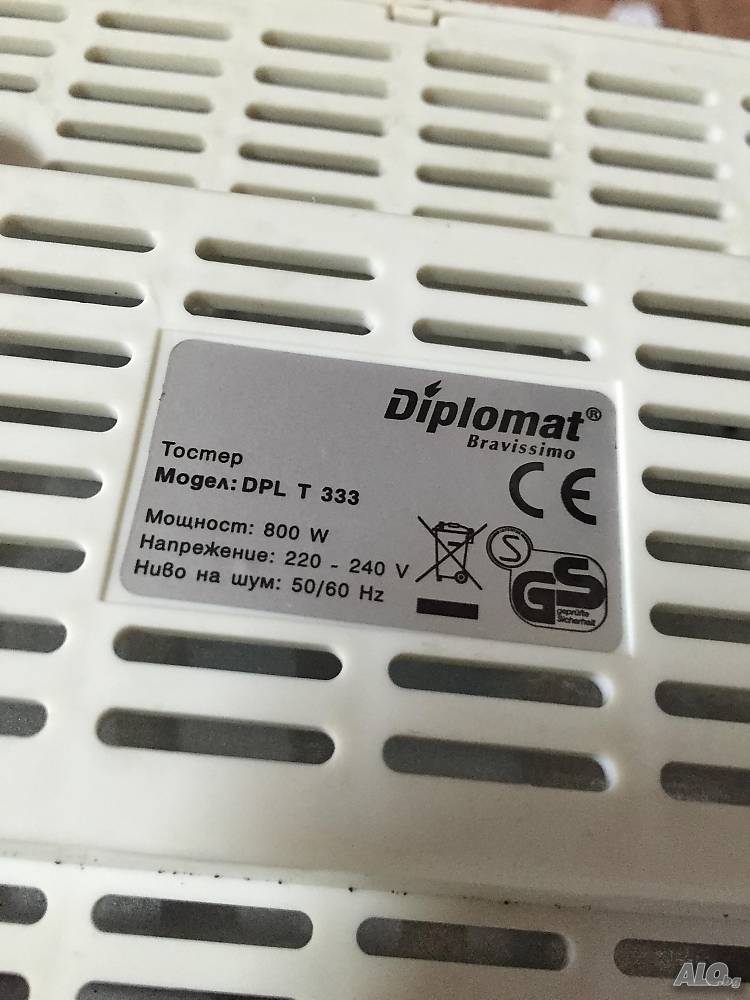 Diplomat®
Bravissimo
Тостер
Модел: DPL T 333
Мощност: 800 W
Напрежение: 220 - 240 V
Ниво на шум: 50/60 Hz
CE
S
GS
geprüfte
Sicherheit
ALO.bg